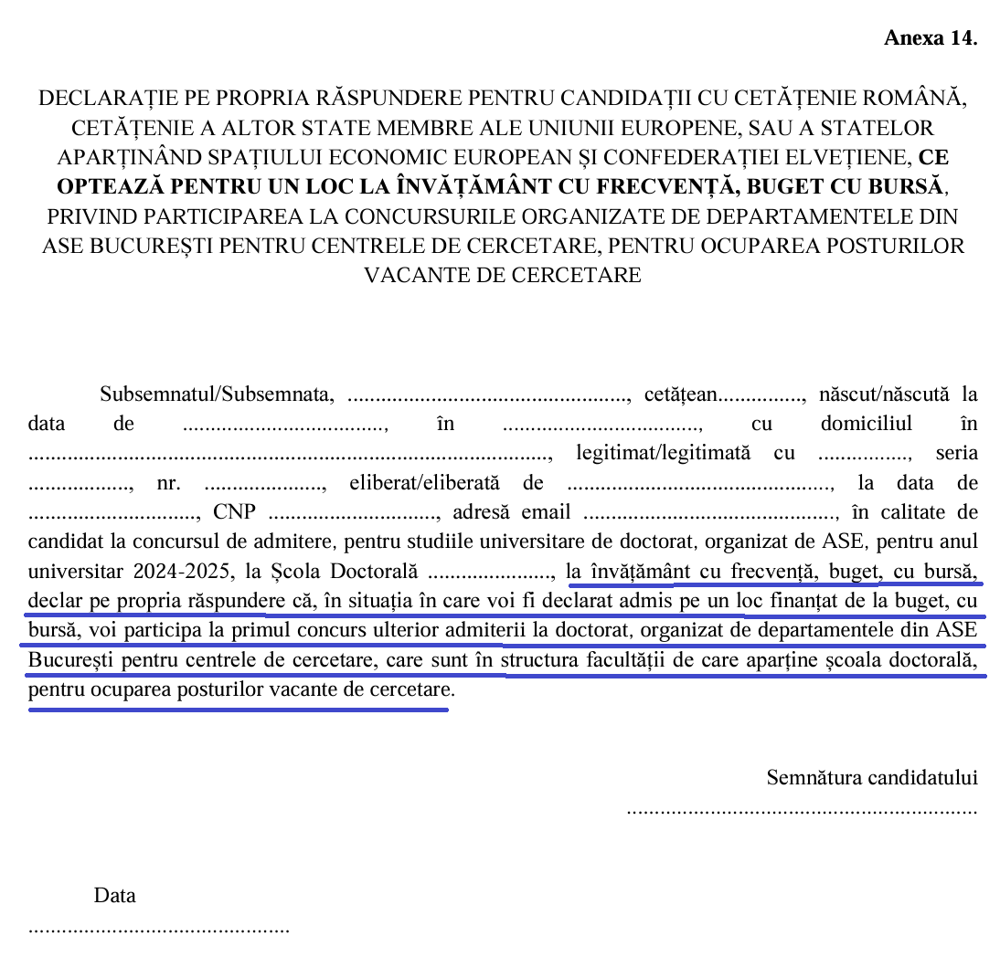 Anexa 14.
DECLARAȚIE PE PROPRIA RĂSPUNDERE PENTRU CANDIDAȚII CU CETĂȚENIE ROMÂNĂ,
CETĂȚENIE A ALTOR STATE MEMBRE ALE UNIUNII EUROPENE, SAU A STATELOR
APARȚINÂND SPAȚIULUI ECONOMIC EUROPEAN ȘI CONFEDERAȚIEI ELVEȚIENE, CE
OPTEAZĂ PENTRU UN LOC LA ÎNVĂȚĂMÂNT CU FRECVENȚĂ, BUGET CU BURSĂ,
PRIVIND PARTICIPAREA LA CONCURSURILE ORGANIZATE DE DEPARTAMENTELE DIN
ASE BUCUREȘTI PENTRU CENTRELE DE CERCETARE, PENTRU OCUPAREA POSTURILOR
VACANTE DE CERCETARE
Subsemnatul/Subsemnata, .................................................., cetățean..............., născut/născută la
data de ...................................., în ..................................., cu domiciliul în
............................................................................................., legitimat/legitimată cu ................, seria
.................., nr. ....................., eliberat/eliberată de ..............................................., la data de
.............................., CNP .............................., adresă email ............................................., în calitate de
candidat la concursul de admitere, pentru studiile universitare de doctorat, organizat de ASE, pentru anul
universitar 2024-2025, la Școla Doctorală ......................, la învățământ cu frecvență, buget, cu bursă,
declar pe propria răspundere că, în situația în care voi fi declarat admis pe un loc finanțat de la buget, cu
bursă, voi participa la primul concurs ulterior admiterii la doctorat, organizat de departamentele din ASE
București pentru centrele de cercetare, care sunt în structura facultății de care aparține școala doctorală,
pentru ocuparea posturilor vacante de cercetare.
Semnătura candidatului
...............................................................
Data
...............................................